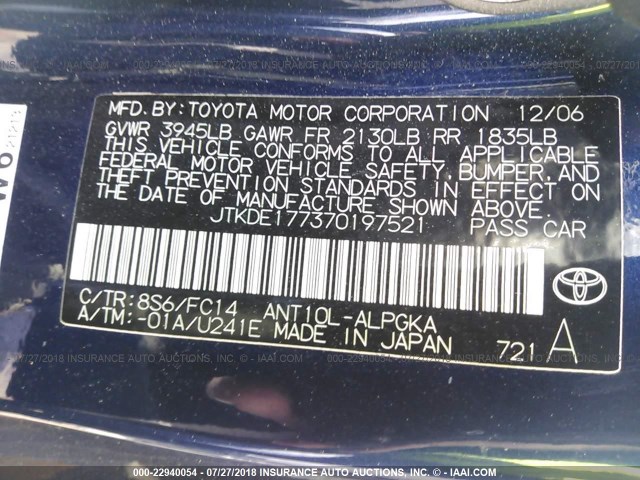 MFD.BY:TOYOTA MOTOR CORPORATION 12/06
GVWR 3945LB GAWR FR 2130LB RR 1835LB
THIS VEHICLE CONFORMS TO ALL APPLICABLE
FEDERAL MOTOR VEHICLE SAFETY,BUMPER,AND
THEFT PREVENTION STANDARDS IN EFFECT ON
THE DATE OF MANUFACTURE SHOWN ABOVE.
JTKDE177370197521 PASS CAR
C/TR:8S6/FC14 ANT10L-ALPGKA
A/TM:-01A/U241E MADE IN JAPAN 721 A
000-22940054 - 07/27/2018 - INSURANCE AUTO AUCTIONS - WWW.IAAI.COM